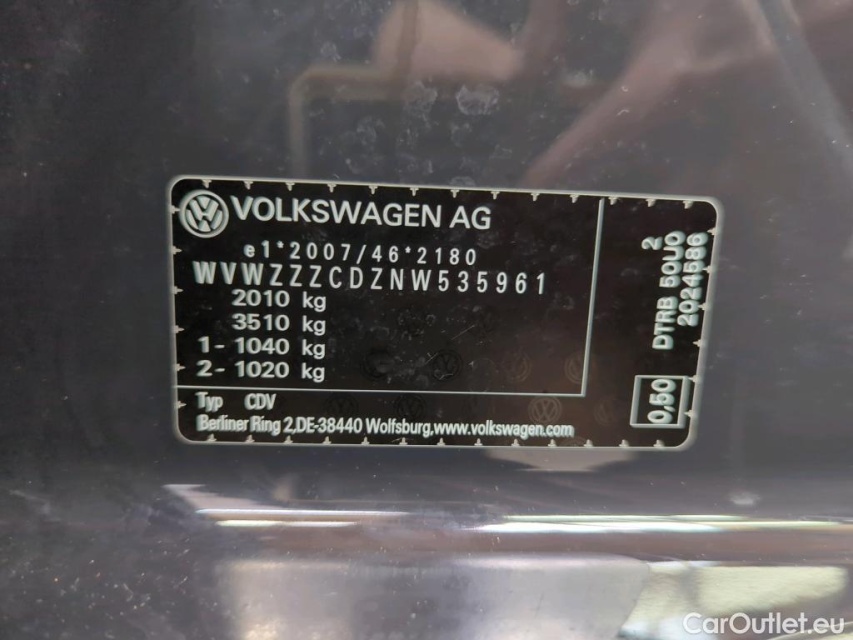 VOLKSWAGEN AG
e1*2007/46*2180
WVWZZZCDZNW535961
2010 kg
3510 kg
1 - 1040 kg
2 - 1020 kg
Typ CDV
Berliner Ring 2,DE-38440 Wolfsburg,www.volkswagen.com
2
DTRB 50U0
2024586
0,50
CarOutlet.eu